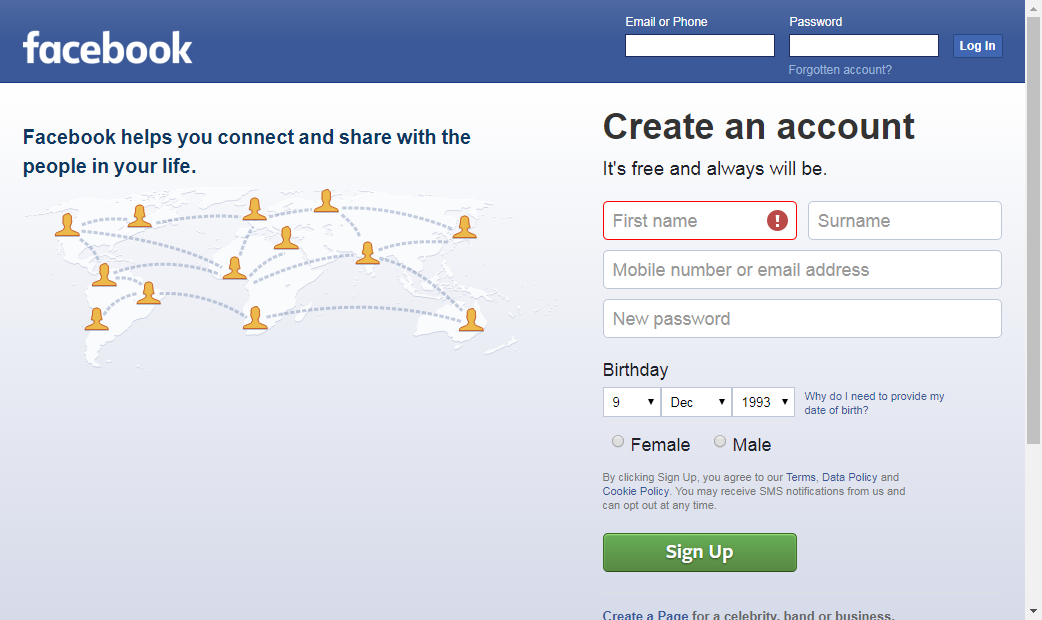 facebook
Email or Phone
Password
Log In
Forgotten account?
Facebook helps you connect and share with the
people in your life.
Create an account
It's free and always will be.
First name
Surname
Mobile number or email address
New password
Birthday
9
Dec
1993
Why do I need to provide my
date of birth?
Female
Male
By clicking Sign Up, you agree to our Terms, Data Policy and
Cookie Policy. You may receive SMS notifications from us and
can opt out at any time.
Sign Up
Create a Page for a celebrity, band or business.